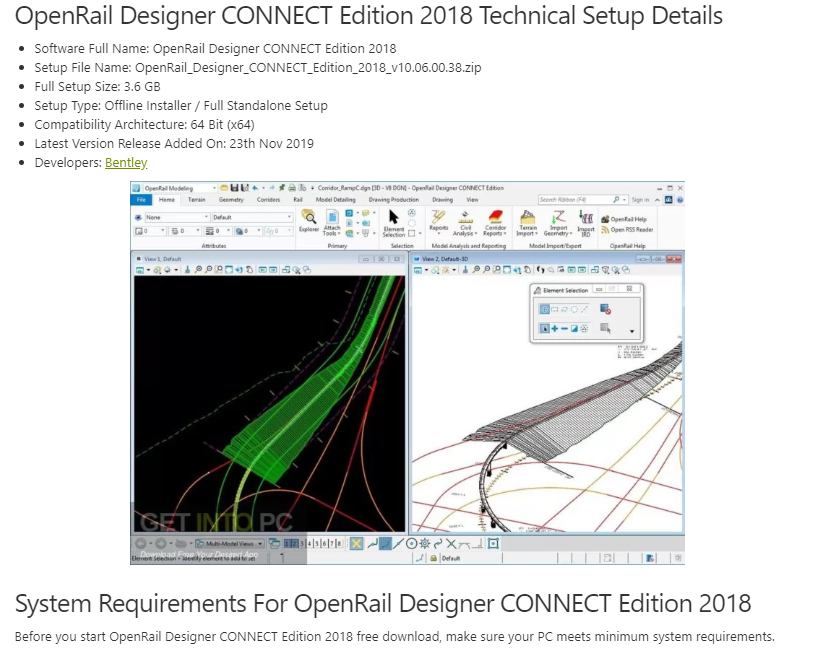 OpenRail Designer CONNECT Edition 2018 Technical Setup Details
Software Full Name: OpenRail Designer CONNECT Edition 2018
Setup File Name: OpenRail_Designer_CONNECT_Edition_2018_v10.06.00.38.zip
Full Setup Size: 3.6 GB
Setup Type: Offline Installer / Full Standalone Setup
Compatibility Architecture: 64 Bit (x64)
Latest Version Release Added On: 23th Nov 2019
Developers: Bentley
OpenRail Modeling Corridor_RampC.dgn [3D - V8 DGN] - OpenRail Designer CONNECT Edition
File Home Terrain Geometry Corridors Rail Model Detailing Drawing Production Drawing View Search Ribbon (F4) Sign in
None Default
0 0 0 0 0
Explorer Attach Tools Element Selection Reports Civil Analysis Corridor Reports Terrain Import Import Geometry Import IRD OpenRail Help
Open RSS Reader
Attributes Primary Selection Model Analysis and Reporting Model Import/Export OpenRail Help
View 1, Default View 2, Default-3D
Element Selection
GET INTO PC
Download Free Your Desired App
Multi-Model Views 1 2 3 4 5 6 7 8
Element Selection > Identify element to add to set Default
System Requirements For OpenRail Designer CONNECT Edition 2018
Before you start OpenRail Designer CONNECT Edition 2018 free download, make sure your PC meets minimum system requirements.